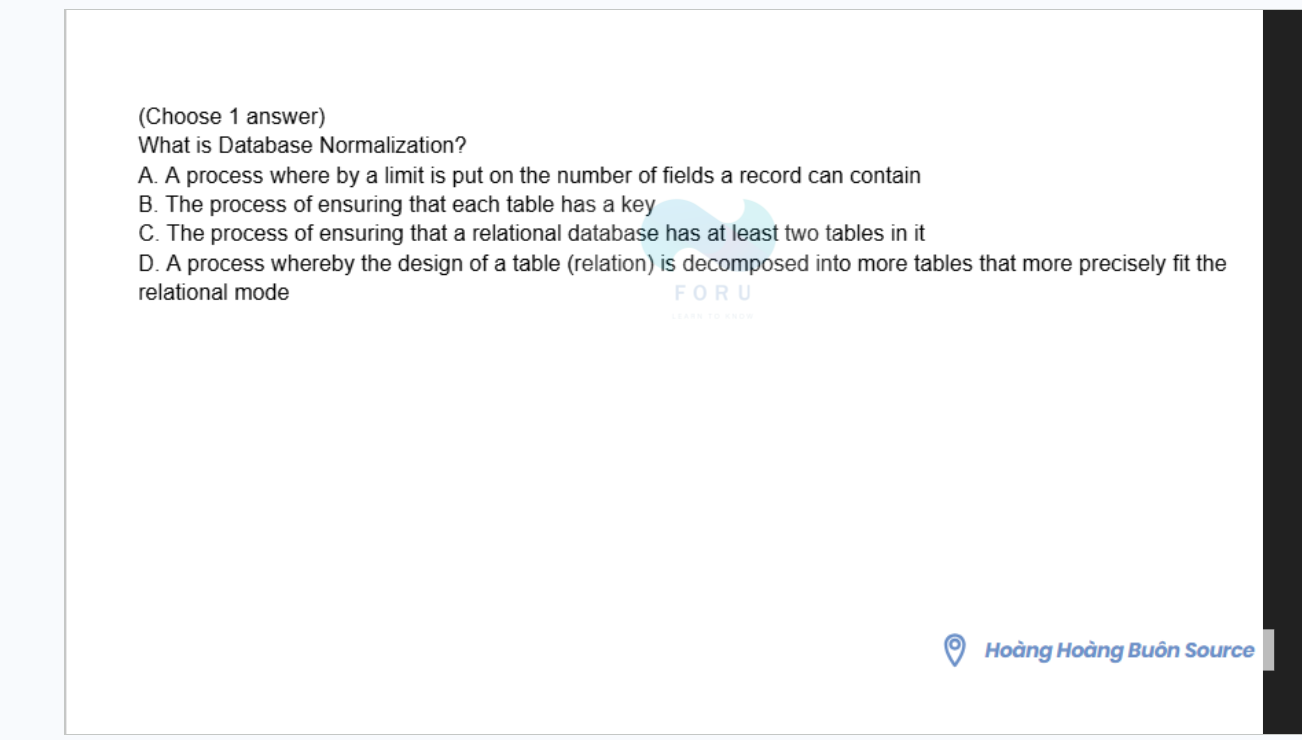 (Choose 1 answer)
What is Database Normalization?
A. A process where by a limit is put on the number of fields a record can contain
B. The process of ensuring that each table has a key
C. The process of ensuring that a relational database has at least two tables in it
D. A process whereby the design of a table (relation) is decomposed into more tables that more precisely fit the
relational mode
FORU
LEARN TO KNOW
Hoàng Hoàng Buôn Source